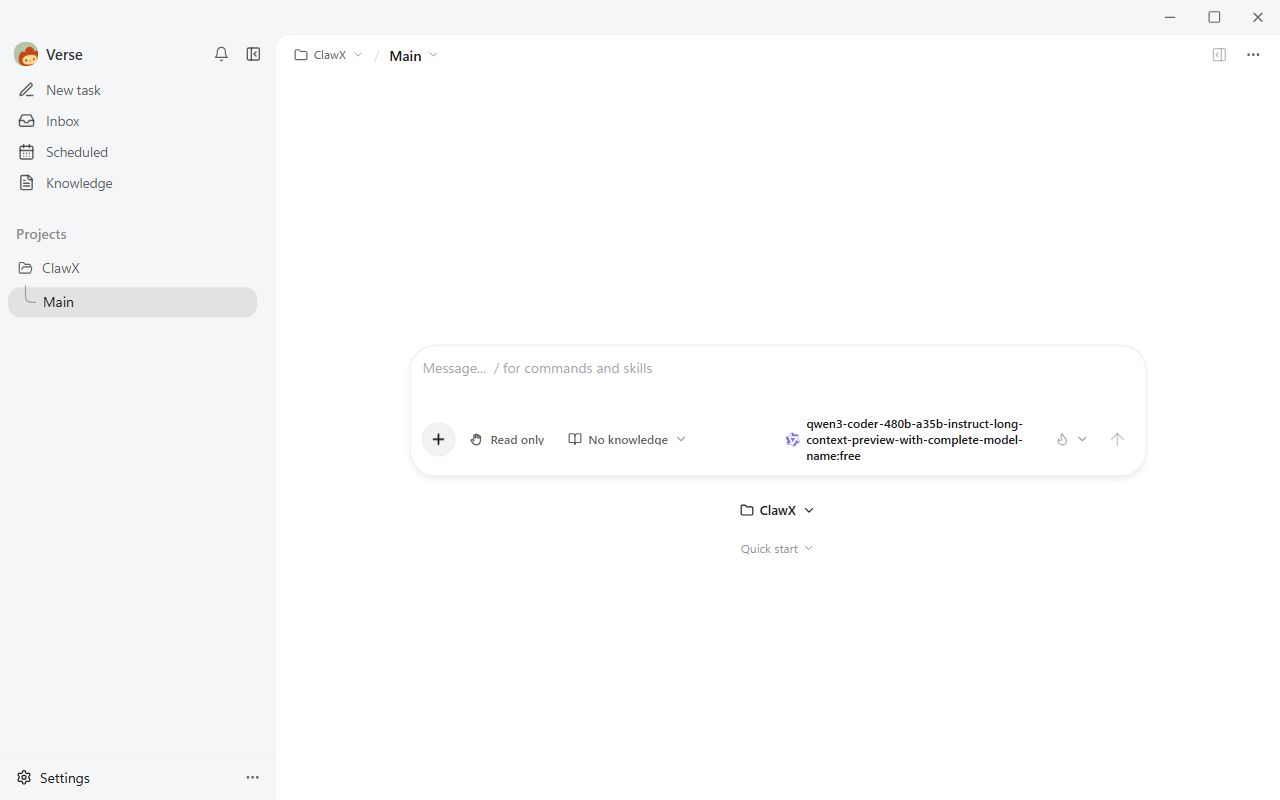 Verse
New task
Inbox
Scheduled
Knowledge
Projects
ClawX
Main
Settings
ClawX / Main
Message... / for commands and skills
Read only
No knowledge
qwen3-coder-480b-a35b-instruct-long-
context-preview-with-complete-model-
name:free
ClawX
Quick start